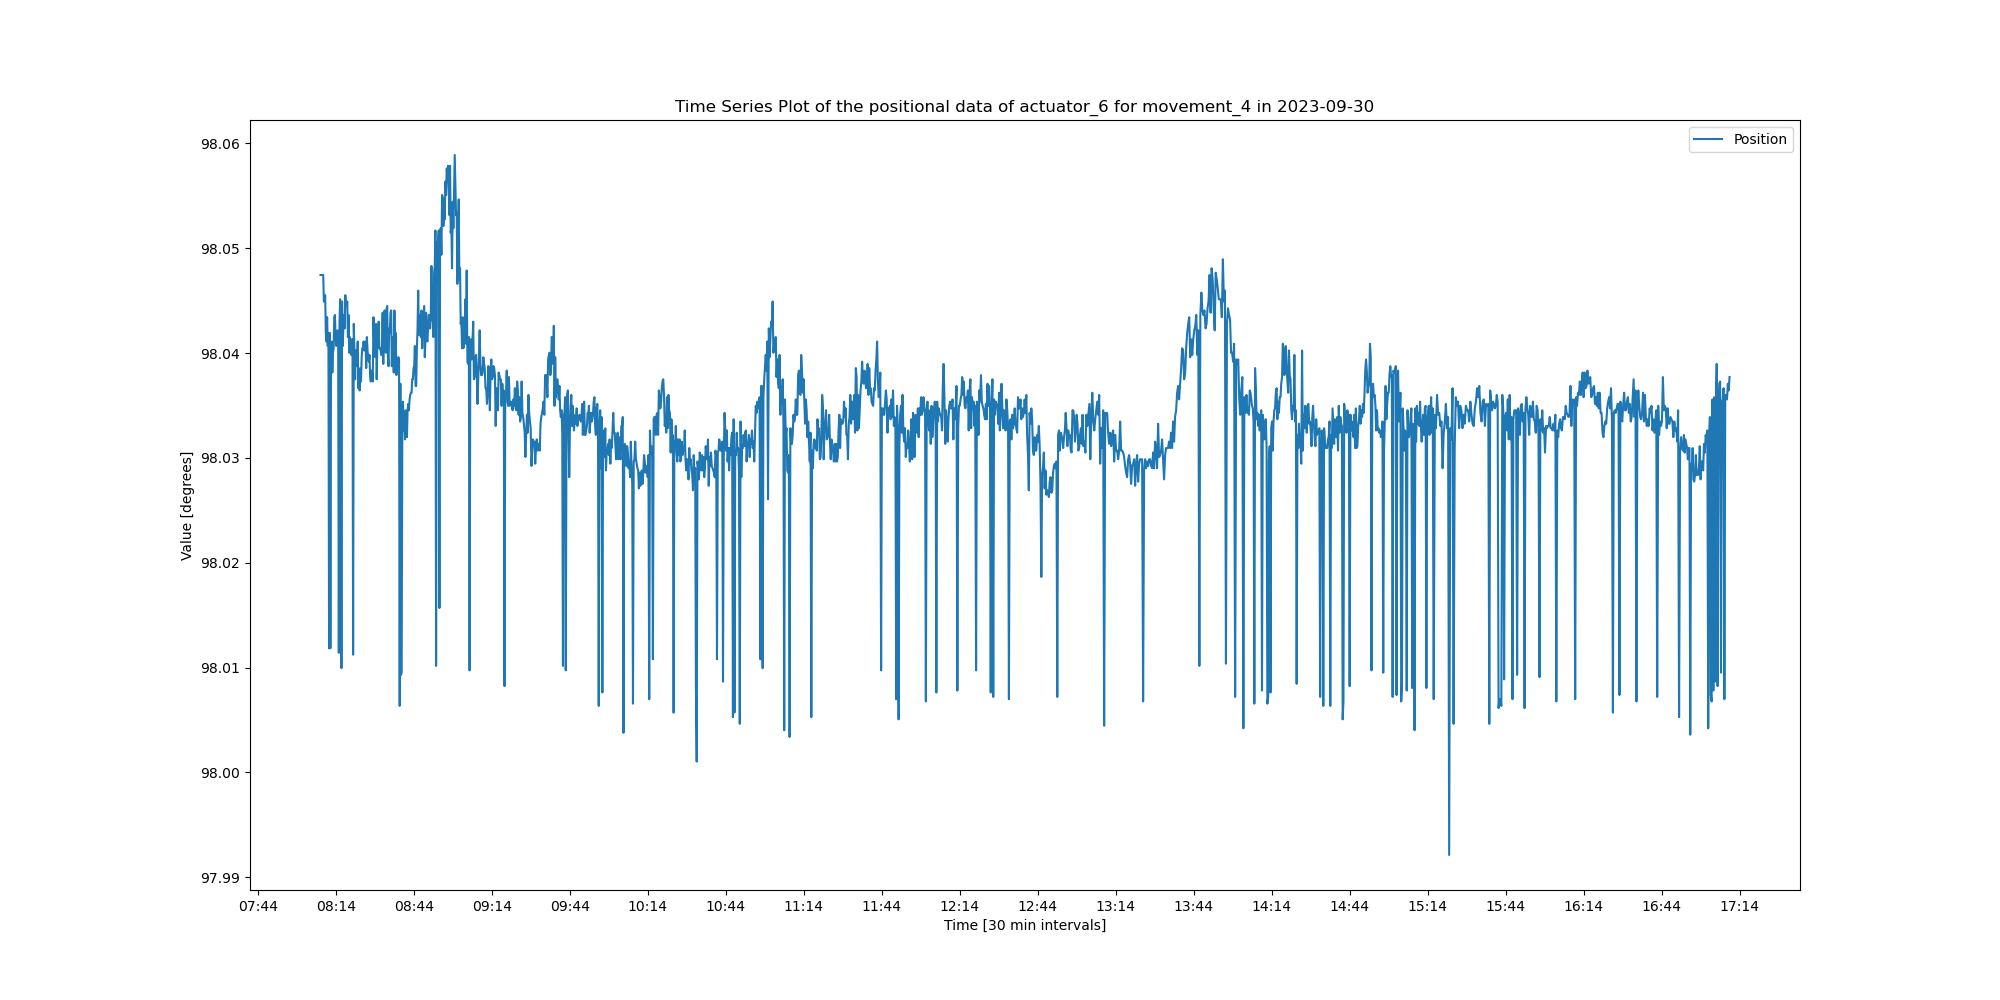 Time Series Plot of the positional data of actuator_6 for movement_4 in 2023-09-30
Position
98.06
98.05
98.04
98.03
98.02
98.01
98.00
97.99
Value [degrees]
07:44 08:14 08:44 09:14 09:44 10:14 10:44 11:14 11:44 12:14 12:44 13:14 13:44 14:14 14:44 15:14 15:44 16:14 16:44 17:14
Time [30 min intervals]